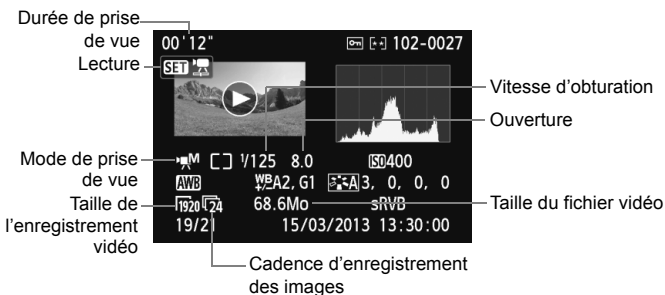 Durée de prise
de vue
Lecture
00'12"
102-0027
SET
Vitesse d'obturation
Ouverture
Mode de prise
de vue
M
1/125 8.0
ISO400
AWB
WB A2, G1
A 3, 0, 0, 0
Taille de
l'enregistrement
vidéo
1920 24
68.6Mo
sRVB
Taille du fichier vidéo
19/21
15/03/2013 13:30:00
Cadence d'enregistrement
des images